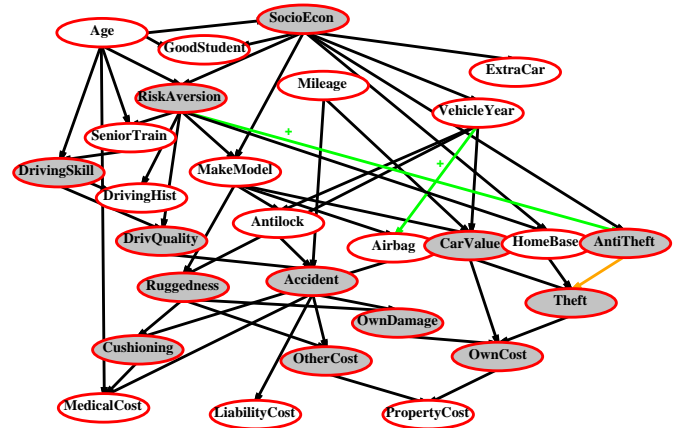 SocioEcon
Age
GoodStudent
ExtraCar
Mileage
RiskAversion
VehicleYear
+
SeniorTrain
+
DrivingSkill
MakeModel
DrivingHist
Antilock
DrivQuality
Airbag
CarValue
HomeBase
AntiTheft
Ruggedness
Accident
Theft
OwnDamage
Cushioning
OtherCost
OwnCost
MedicalCost
LiabilityCost
PropertyCost